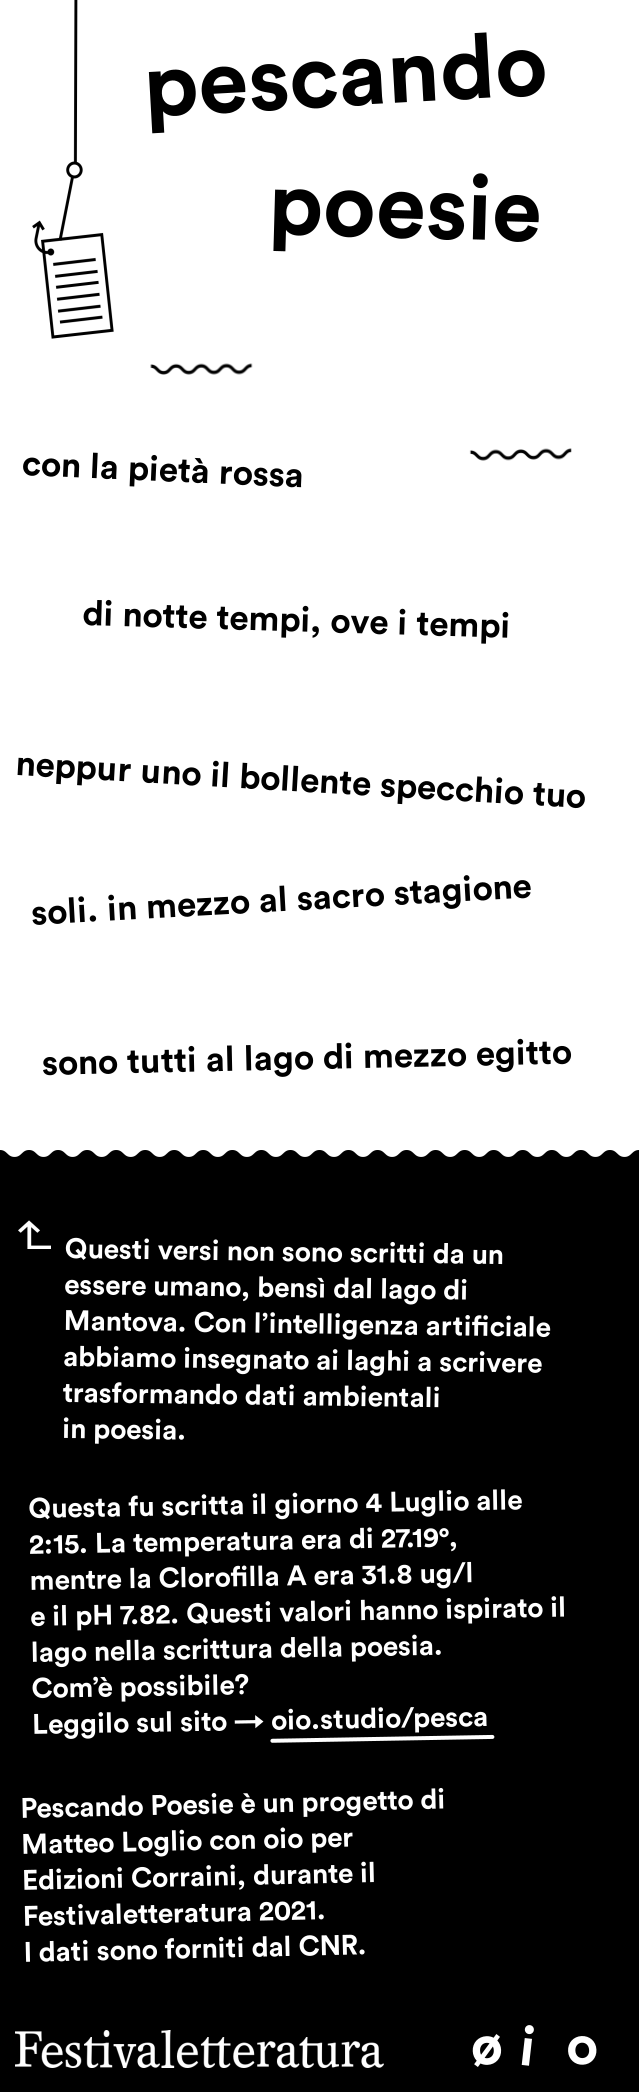 pescando
poesie
con la pietà rossa
di notte tempi, ove i tempi
neppur uno il bollente specchio tuo
soli. in mezzo al sacro stagione
sono tutti al lago di mezzo egitto
Questi versi non sono scritti da un
essere umano, bensì dal lago di
Mantova. Con l’intelligenza artificiale
abbiamo insegnato ai laghi a scrivere
trasformando dati ambientali
in poesia.
Questa fu scritta il giorno 4 Luglio alle
2:15. La temperatura era di 27.19°,
mentre la Clorofilla A era 31.8 ug/l
e il pH 7.82. Questi valori hanno ispirato il
lago nella scrittura della poesia.
Com’è possibile?
Leggilo sul sito → oio.studio/pesca
Pescando Poesie è un progetto di
Matteo Loglio con oio per
Edizioni Corraini, durante il
Festivaletteratura 2021.
I dati sono forniti dal CNR.
Festivaletteratura øio